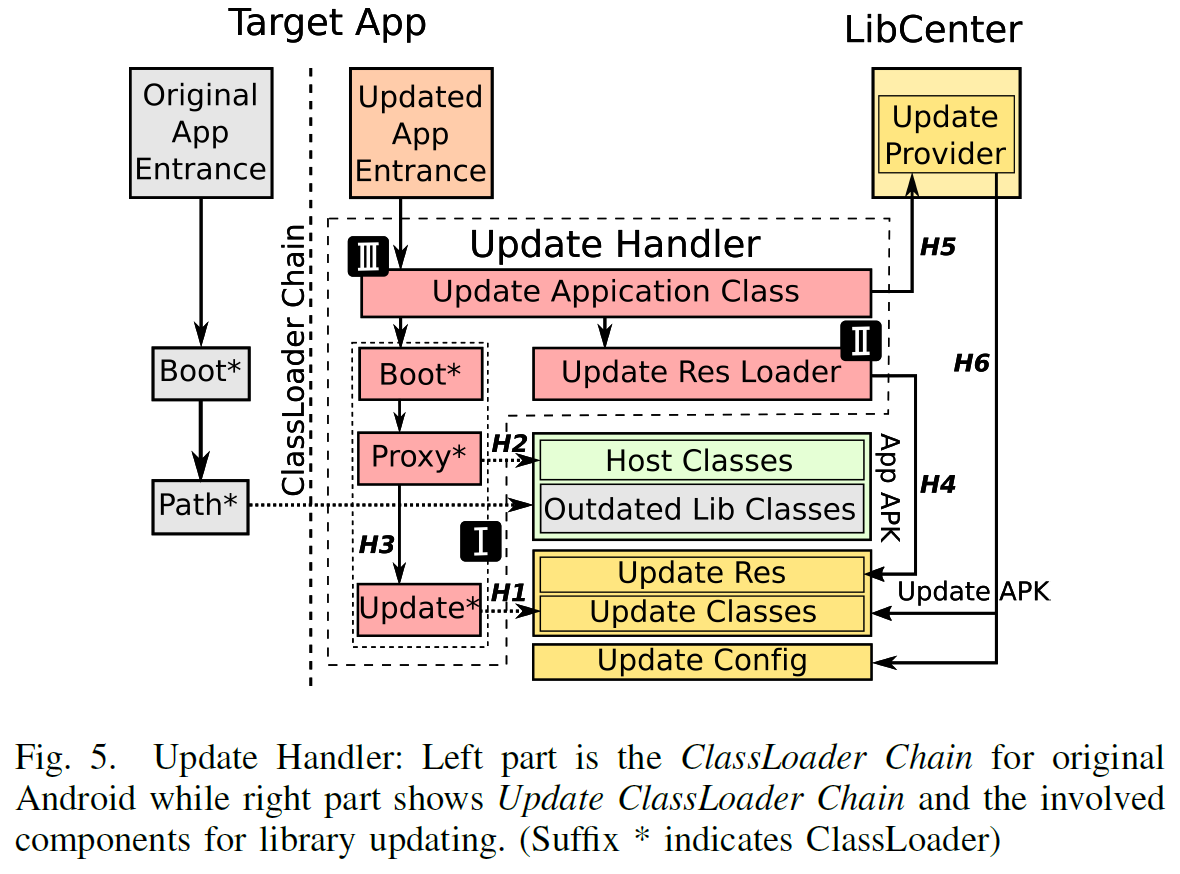 Target App
LibCenter
Original
App
Entrance
Updated
App
Entrance
Update
Provider
ClassLoader Chain
Update Handler
III
H5
Update Appication Class
II
H6
Boot*
Boot*
Update Res Loader
Proxy*
H2
Host Classes
App APK
H4
Path*
Outdated Lib Classes
H3
I
Update Res
Update*
H1
Update Classes
Update APK
Update Config
Fig. 5. Update Handler: Left part is the ClassLoader Chain for original
Android while right part shows Update ClassLoader Chain and the involved
components for library updating. (Suffix * indicates ClassLoader)